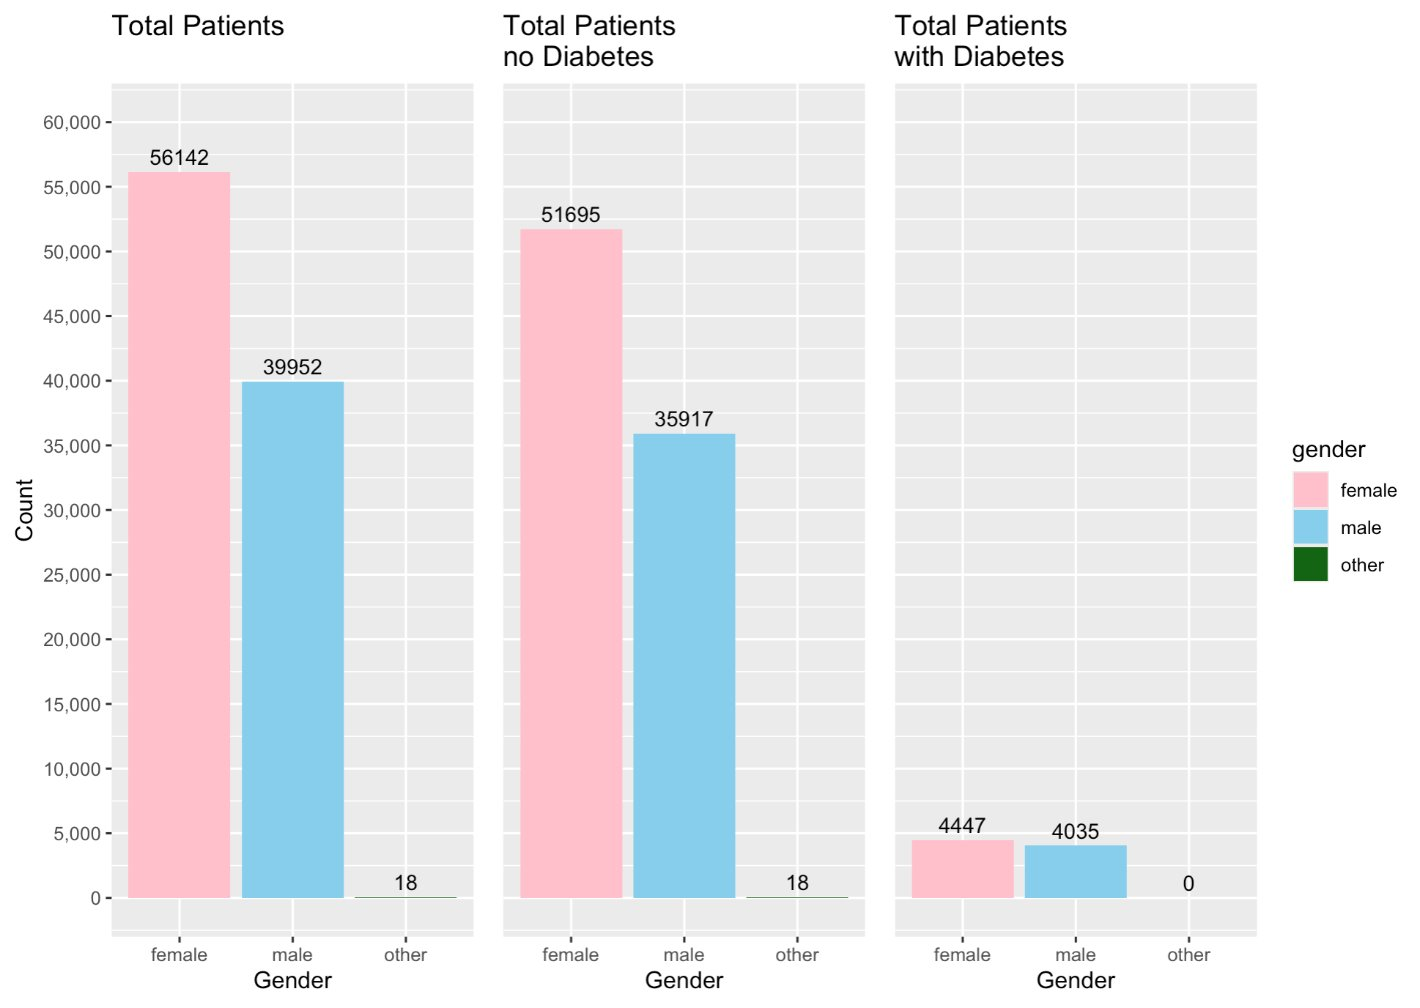 Total Patients
Total Patients
no Diabetes
Total Patients
with Diabetes
Count
60,000
55,000
50,000
45,000
40,000
35,000
30,000
25,000
20,000
15,000
10,000
5,000
0
56142
39952
18
female
male
other
Gender
51695
35917
18
female
male
other
Gender
4447
4035
0
female
male
other
Gender
gender
female
male
other